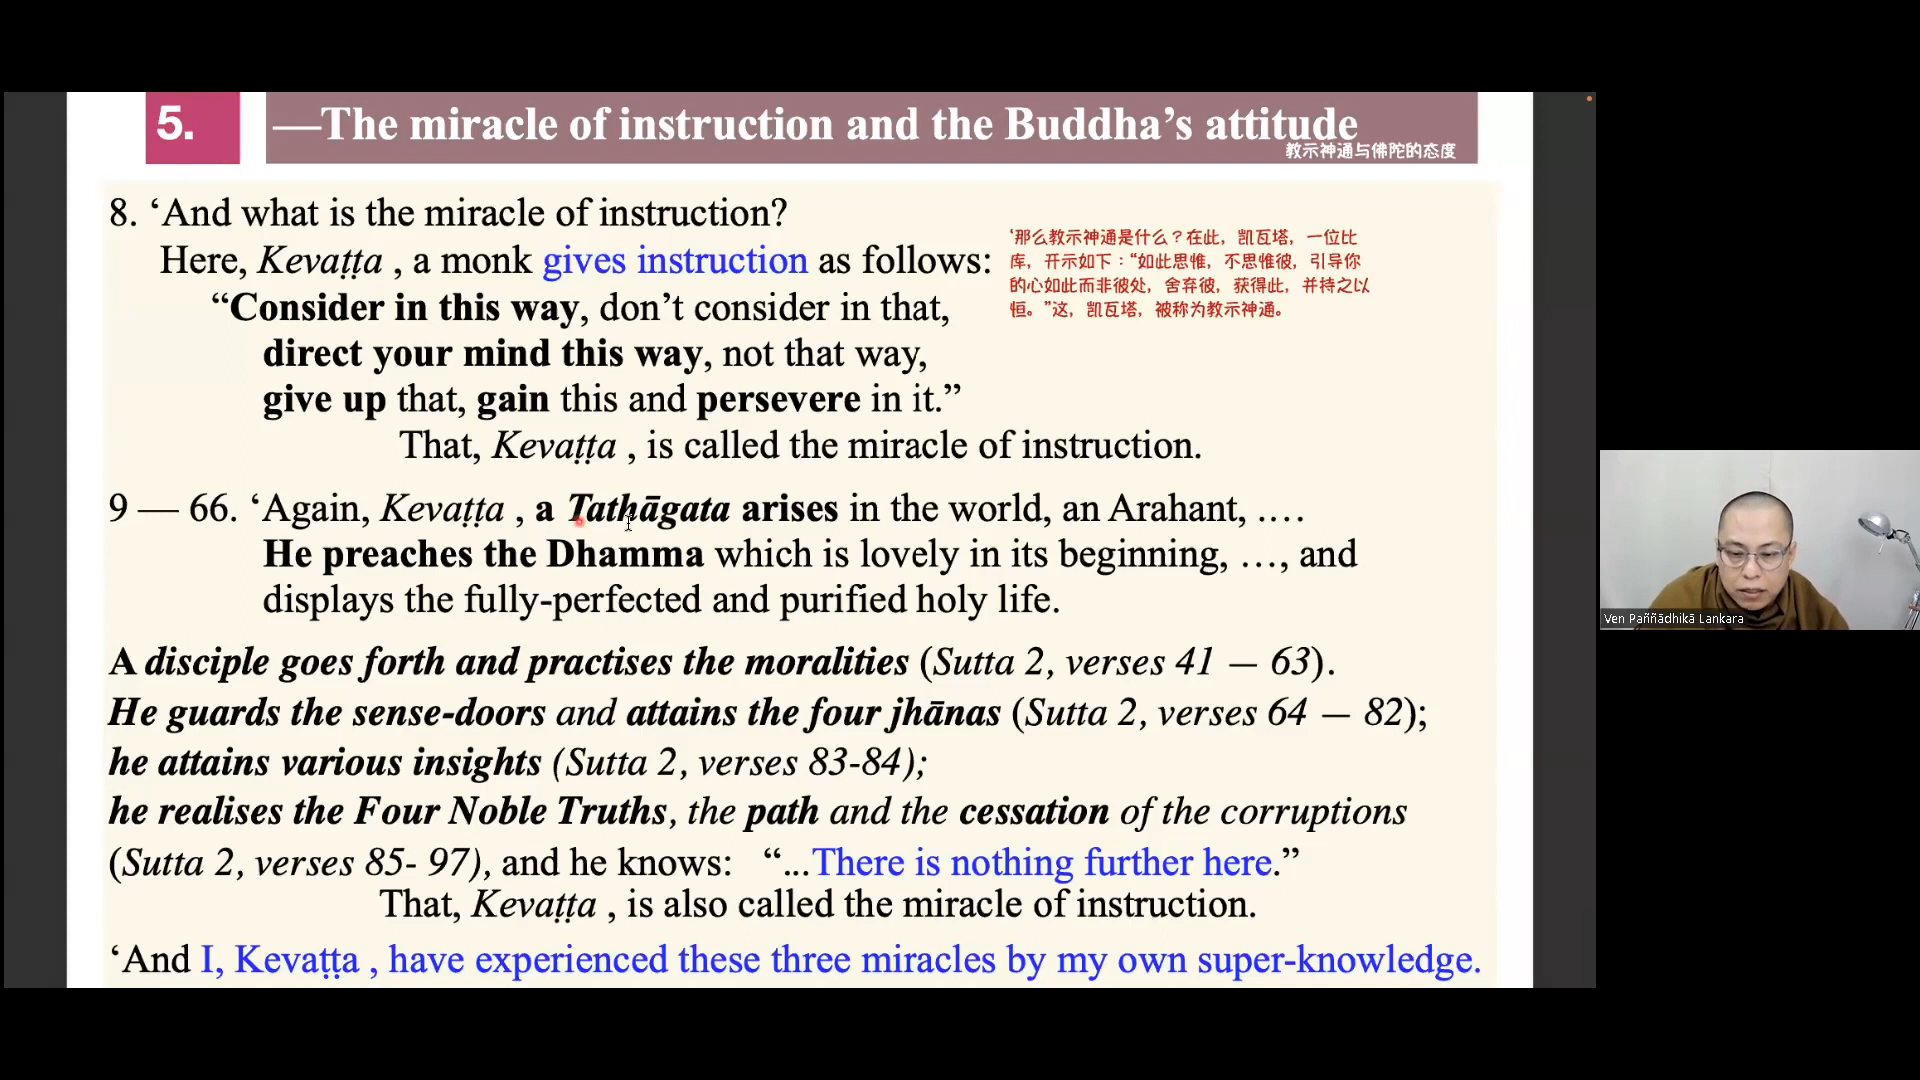 5.
—The miracle of instruction and the Buddha’s attitude
教示神通与佛陀的态度
8. ‘And what is the miracle of instruction?
Here, Kevaṭṭa , a monk gives instruction as follows:
“Consider in this way, don’t consider in that,
direct your mind this way, not that way,
give up that, gain this and persevere in it.”
That, Kevaṭṭa , is called the miracle of instruction.
‘那么教示神通是什么？在此，凯瓦塔，一位比
库，开示如下：“如此思惟，不思惟彼，引导你
的心如此而非彼处，舍弃彼，获得此，并持之以
恒。”这，凯瓦塔，被称为教示神通。
9 — 66. ‘Again, Kevaṭṭa , a Tathāgata arises in the world, an Arahant, ….
He preaches the Dhamma which is lovely in its beginning, …, and
displays the fully-perfected and purified holy life.
A disciple goes forth and practises the moralities (Sutta 2, verses 41 — 63).
He guards the sense-doors and attains the four jhānas (Sutta 2, verses 64 — 82);
he attains various insights (Sutta 2, verses 83-84);
he realises the Four Noble Truths, the path and the cessation of the corruptions
(Sutta 2, verses 85- 97), and he knows: “...There is nothing further here.”
That, Kevaṭṭa , is also called the miracle of instruction.
‘And I, Kevaṭṭa , have experienced these three miracles by my own super-knowledge.
Ven Paññādhikā Lankara